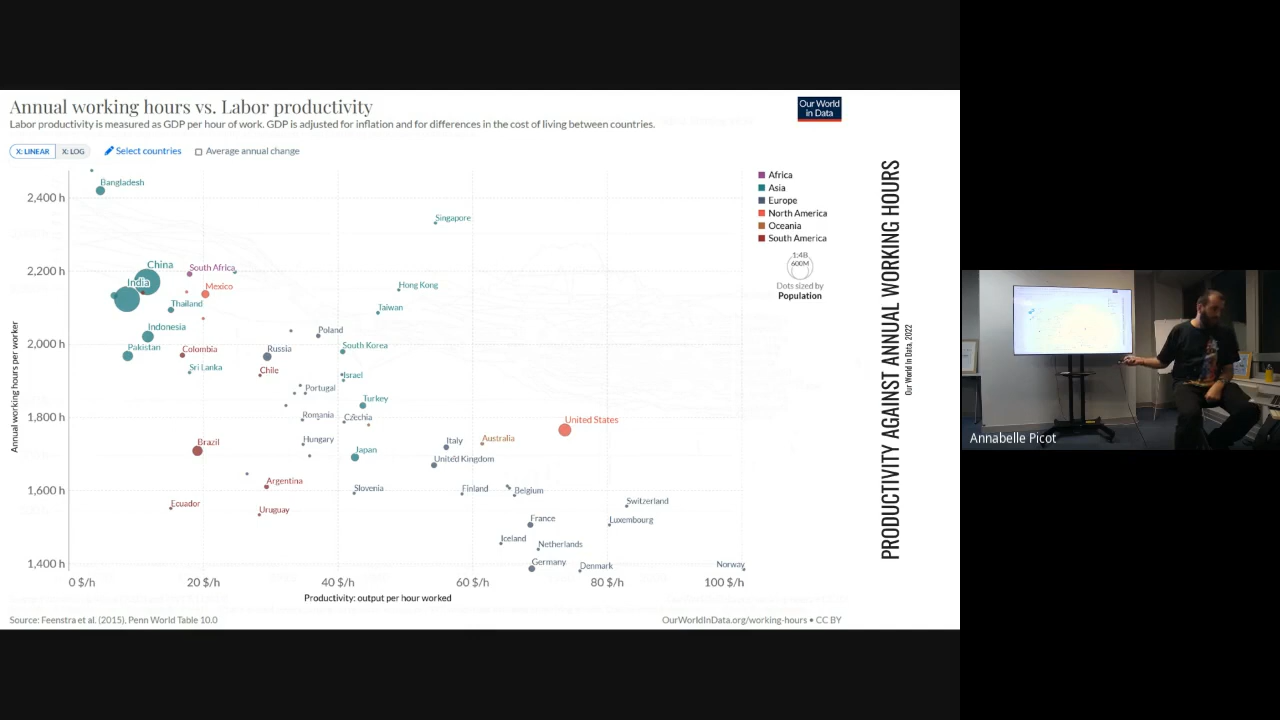 Annual working hours vs. Labor productivity
Labor productivity is measured as GDP per hour of work. GDP is adjusted for inflation and for differences in the cost of living between countries.
Our World
in Data
X: LINEAR
X: LOG
Select countries
Average annual change
Annual working hours per worker
2,400 h
2,200 h
2,000 h
1,800 h
1,600 h
1,400 h
Bangladesh
Singapore
China
South Africa
India
Mexico
Hong Kong
Thailand
Taiwan
Indonesia
Poland
Pakistan
Colombia
Russia
South Korea
Sri Lanka
Chile
Israel
Portugal
Turkey
Romania
Czechia
United States
Brazil
Hungary
Italy
Australia
Japan
United Kingdom
Argentina
Slovenia
Finland
Belgium
Ecuador
Uruguay
Switzerland
France
Luxembourg
Iceland
Netherlands
Germany
Denmark
Norway
0 $/h
20 $/h
40 $/h
60 $/h
80 $/h
100 $/h
Productivity: output per hour worked
Africa
Asia
Europe
North America
Oceania
South America
1.4B
600M
Dots sized by
Population
Source: Feenstra et al. (2015), Penn World Table 10.0
OurWorldInData.org/working-hours • CC BY
PRODUCTIVITY AGAINST ANNUAL WORKING HOURS
Our World In Data, 2022
Annabelle Picot